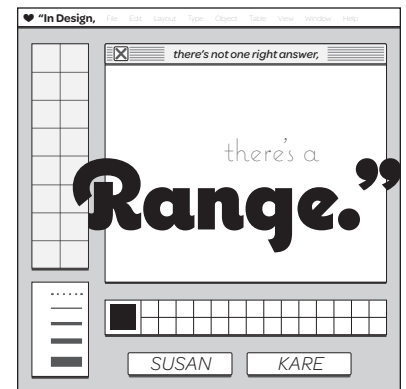 “In Design, File Edit Layout Type Object Table View Window Help
there’s not one right answer,
there’s a
Range.”
SUSAN KARE